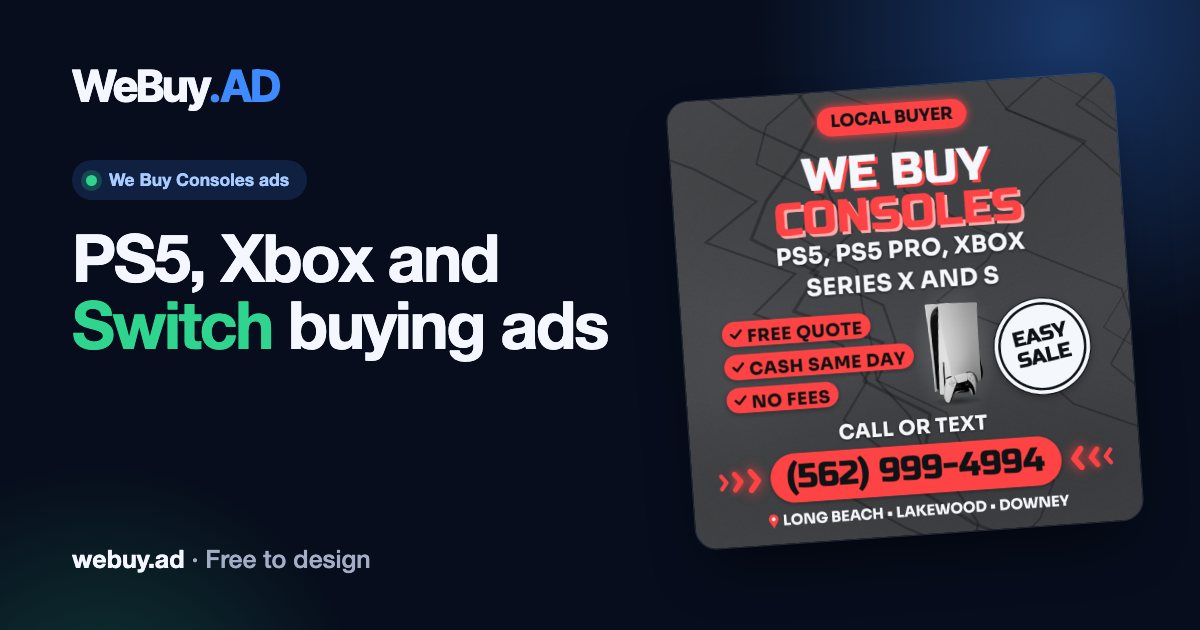 WeBuy.AD
We Buy Consoles ads
PS5, Xbox and
Switch buying ads
webuy.ad · Free to design
LOCAL BUYER
WE BUY
CONSOLES
PS5, PS5 PRO, XBOX
SERIES X AND S
FREE QUOTE
CASH SAME DAY
NO FEES
EASY
SALE
CALL OR TEXT
(562) 999-4994
LONG BEACH • LAKEWOOD • DOWNEY